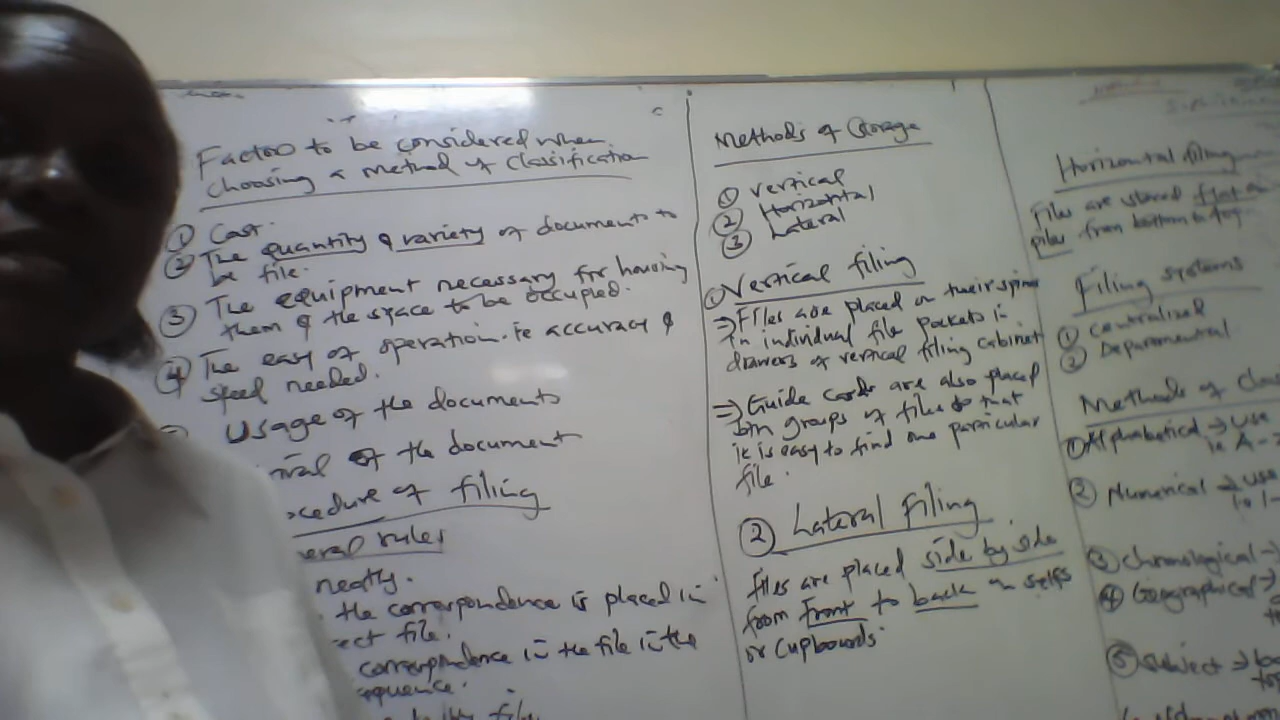 Factors to be considered when
choosing a method of classification
① Cost.
② The quantity & variety of documents to
be file.
③ The equipment necessary for housing
them & the space to be occupied.
④ The easy of operation. ie accuracy &
speed needed.
Usage of the documents
of the document
of filing
rules
neatly.
the correspondence is placed in
file.
correspondence in the file in the
Methods of Storage
① Vertical
② Horizontal
③ Lateral
① Vertical filing
⇒ Files are placed on their spines
in individual file pockets in
drawers of vertical filing cabinet
⇒ Guide cards are also placed
btn groups of files so that
it is easy to find one particular
file.
② Lateral Filing
Files are placed side by side
from front to back in selfs
or cupboards.
Horizontal filing
Files are stored flat
piles from bottom to top.
Filing systems
① Centralized
② Departmental
Methods of
① Alphabetical ⇒ use
ie A-
② Numerical ⇒ use
③ Chronological ⇒
④ Geographical ⇒
⑤ Subject ⇒